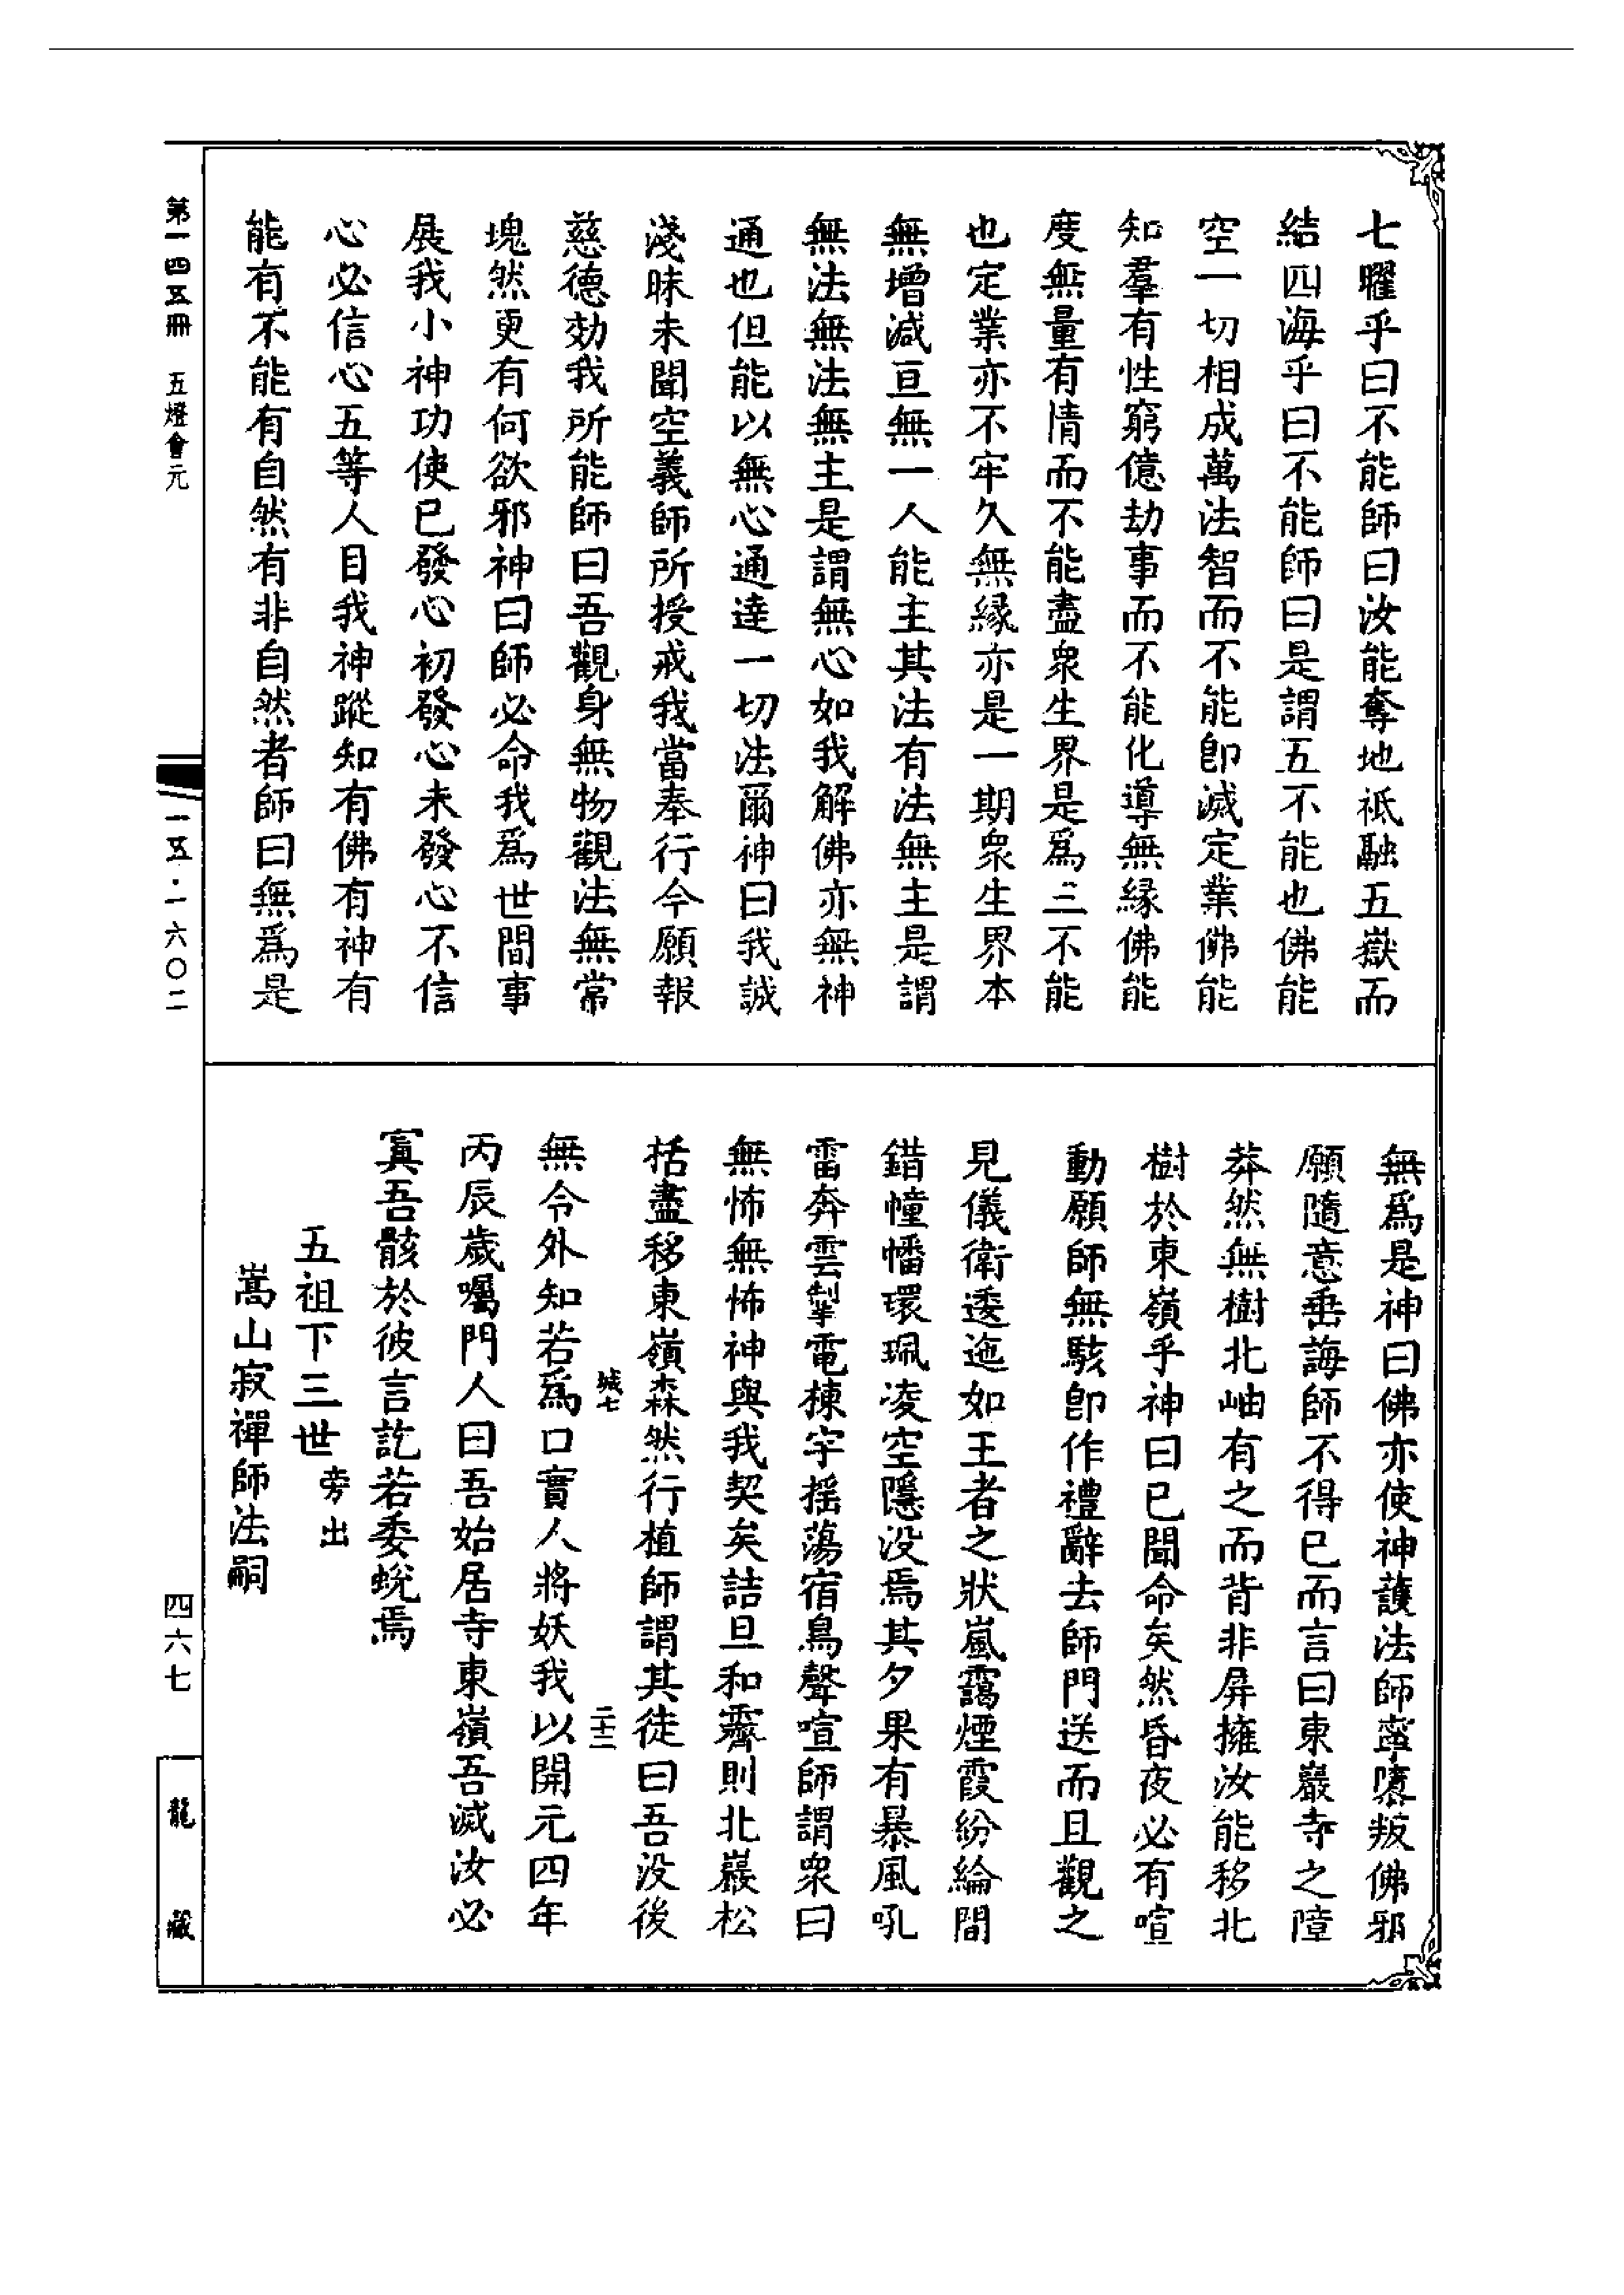 七曜乎曰不能師曰汝能奪地祇融五嶽而
結四海乎曰不能師曰是謂五不能也佛能
空一切相成萬法智而不能卽滅定業佛能
知羣有性窮億劫事而不能化導無緣佛能
度無量有情而不能盡衆生界是爲三不能
也定業亦不牢久無緣亦是一期衆生界本
無增減亘無一人能主其法有法無主是謂
無法無法無主是謂無心如我解佛亦無神
通也但能以無心通達一切法爾神曰我誠
淺昧未聞空義師所授戒我當奉行今願報
慈德効我所能師曰吾觀身無物觀法無常
塊然更有何欲邪神曰師必命我爲世間事
展我小神功使已發心初發心未發心不信
心必信心五等人目我神蹤知有佛有神有
能有不能有自然有非自然者師曰無爲是
無爲是神曰佛亦使神護法師寧隳叛佛邪
願隨意垂誨師不得已而言曰東巖寺之障
莽然無樹北岫有之而背非屏擁汝能移北
樹於東嶺乎神曰已聞命矣然昏夜必有喧
動願師無駭卽作禮辭去師門送而且觀之
見儀衛逶迤如王者之狀嵐靄煙霞紛綸間
錯幢幡環珮凌空隱没焉其夕果有暴風吼
雷奔雲掣電棟宇摇蕩宿鳥聲喧師謂衆曰
無怖無怖神與我契矣詰旦和霽則北巖松
栝盡移東嶺森然行植師謂其徒曰吾没後
無令外知若爲口實人將妖我以開元四年
丙辰歲囑門人曰吾始居寺東嶺吾滅汝必
寘吾骸於彼言訖若委蛻焉
五祖下三世旁出
嵩山寂禪師法嗣
城七
二十二
第一四五冊 五燈會元
一五·一六〇二
四六七
龍藏